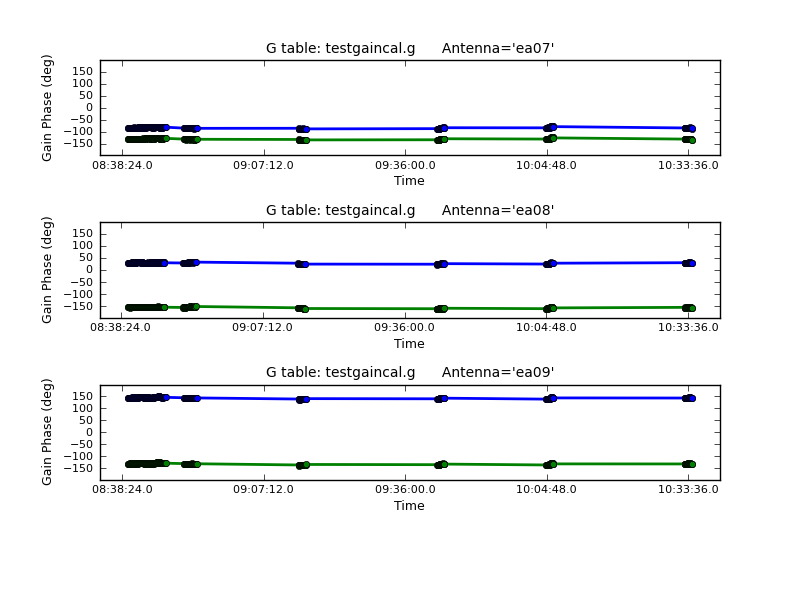 G table: testgaincal.g Antenna='ea07'
Gain Phase (deg)
150
100
50
0
−50
−100
−150
08:38:24.0 09:07:12.0 09:36:00.0 10:04:48.0 10:33:36.0
Time
G table: testgaincal.g Antenna='ea08'
Gain Phase (deg)
150
100
50
0
−50
−100
−150
08:38:24.0 09:07:12.0 09:36:00.0 10:04:48.0 10:33:36.0
Time
G table: testgaincal.g Antenna='ea09'
Gain Phase (deg)
150
100
50
0
−50
−100
−150
08:38:24.0 09:07:12.0 09:36:00.0 10:04:48.0 10:33:36.0
Time